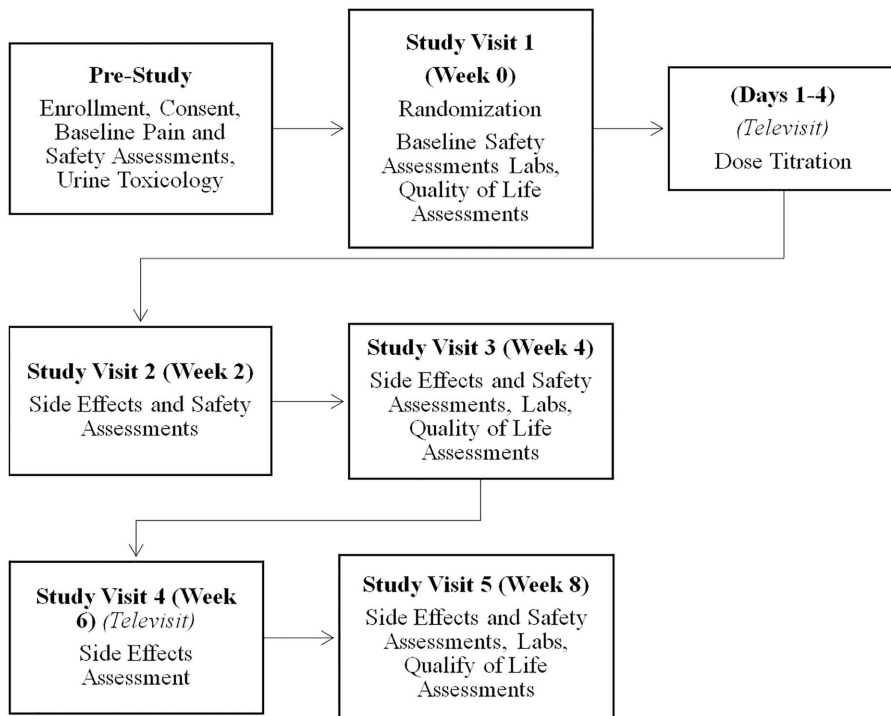 Pre-Study
Enrollment, Consent,
Baseline Pain and
Safety Assessments,
Urine Toxicology
Study Visit 1
(Week 0)
Randomization
Baseline Safety
Assessments Labs,
Quality of Life
Assessments
(Days 1-4)
(Televisit)
Dose Titration
Study Visit 2 (Week 2)
Side Effects and Safety
Assessments
Study Visit 3 (Week 4)
Side Effects and Safety
Assessments, Labs,
Quality of Life
Assessments
Study Visit 4 (Week
6) (Televisit)
Side Effects
Assessment
Study Visit 5 (Week 8)
Side Effects and Safety
Assessments, Labs,
Qualify of Life
Assessments